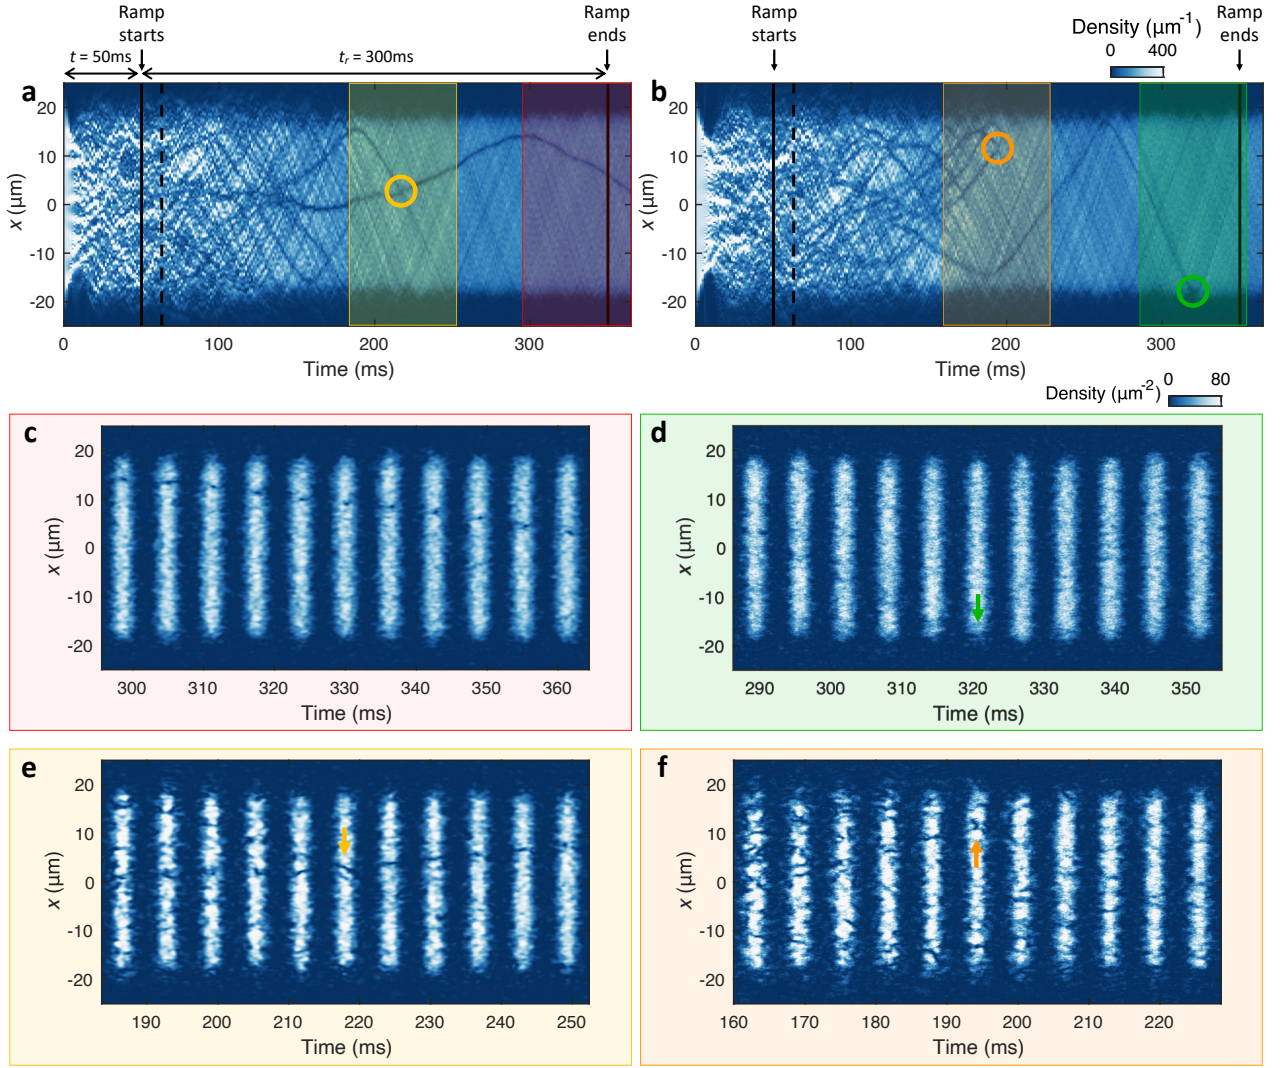 Ramp starts
Ramp ends
t = 50ms
tr = 300ms
Ramp starts
Density (µm-1)
0 400
Ramp ends
a
20
10
0
-10
-20
x (µm)
0 100 200 300
Time (ms)
b
20
10
0
-10
-20
x (µm)
0 100 200 300
Time (ms)
Density (µm-2)
0 80
c
20
10
0
-10
-20
x (µm)
300 310 320 330 340 350 360
Time (ms)
d
20
10
0
-10
-20
x (µm)
290 300 310 320 330 340 350
Time (ms)
e
20
10
0
-10
-20
x (µm)
190 200 210 220 230 240 250
Time (ms)
f
20
10
0
-10
-20
x (µm)
160 170 180 190 200 210 220
Time (ms)